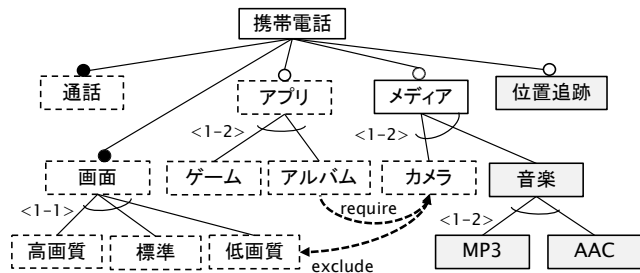 携帯電話
通話
アプリ
メディア
位置追跡
<1-2>
<1-2>
画面
ゲーム
アルバム
カメラ
音楽
<1-1>
require
<1-2>
高画質
標準
低画質
exclude
MP3
AAC